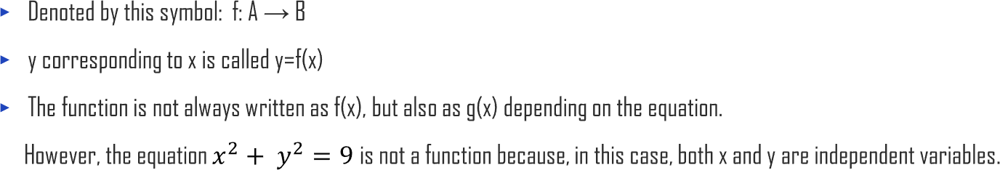 ▸ Denoted by this symbol: f: A ⟶ B
▸ y corresponding to x is called y=f(x)
▸ The function is not always written as f(x), but also as g(x) depending on the equation.
However, the equation x² + y² = 9 is not a function because, in this case, both x and y are independent variables.